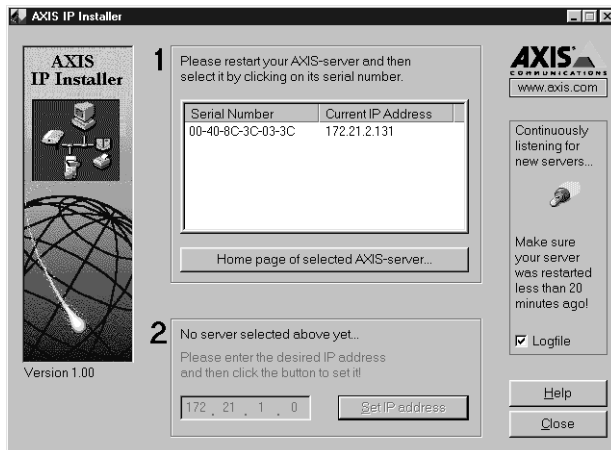 AXIS IP Installer
AXIS
IP Installer
Version 1.00
1
Please restart your AXIS-server and then
select it by clicking on its serial number.
Serial Number Current IP Address
00-40-8C-3C-03-3C 172.21.2.131
Home page of selected AXIS-server...
2
No server selected above yet...
Please enter the desired IP address
and then click the button to set it!
172 . 21 . 1 . 0
Set IP address
AXIS
COMMUNICATIONS
www.axis.com
Continuously
listening for
new servers...
Make sure
your server
was restarted
less than 20
minutes ago!
Logfile
Help
Close